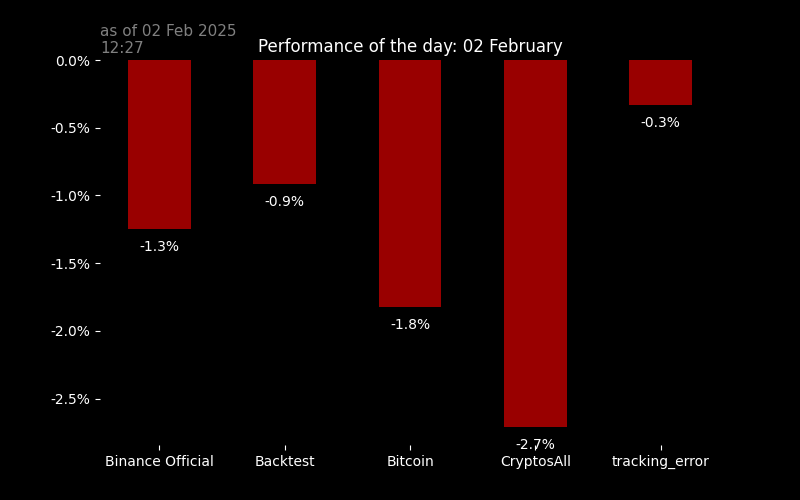 as of 02 Feb 2025
12:27
Performance of the day: 02 February
0.0%
-0.5%
-1.0%
-1.5%
-2.0%
-2.5%
-1.3%
-0.9%
-1.8%
-2.7%
-0.3%
Binance Official
Backtest
Bitcoin
CryptosAll
tracking_error